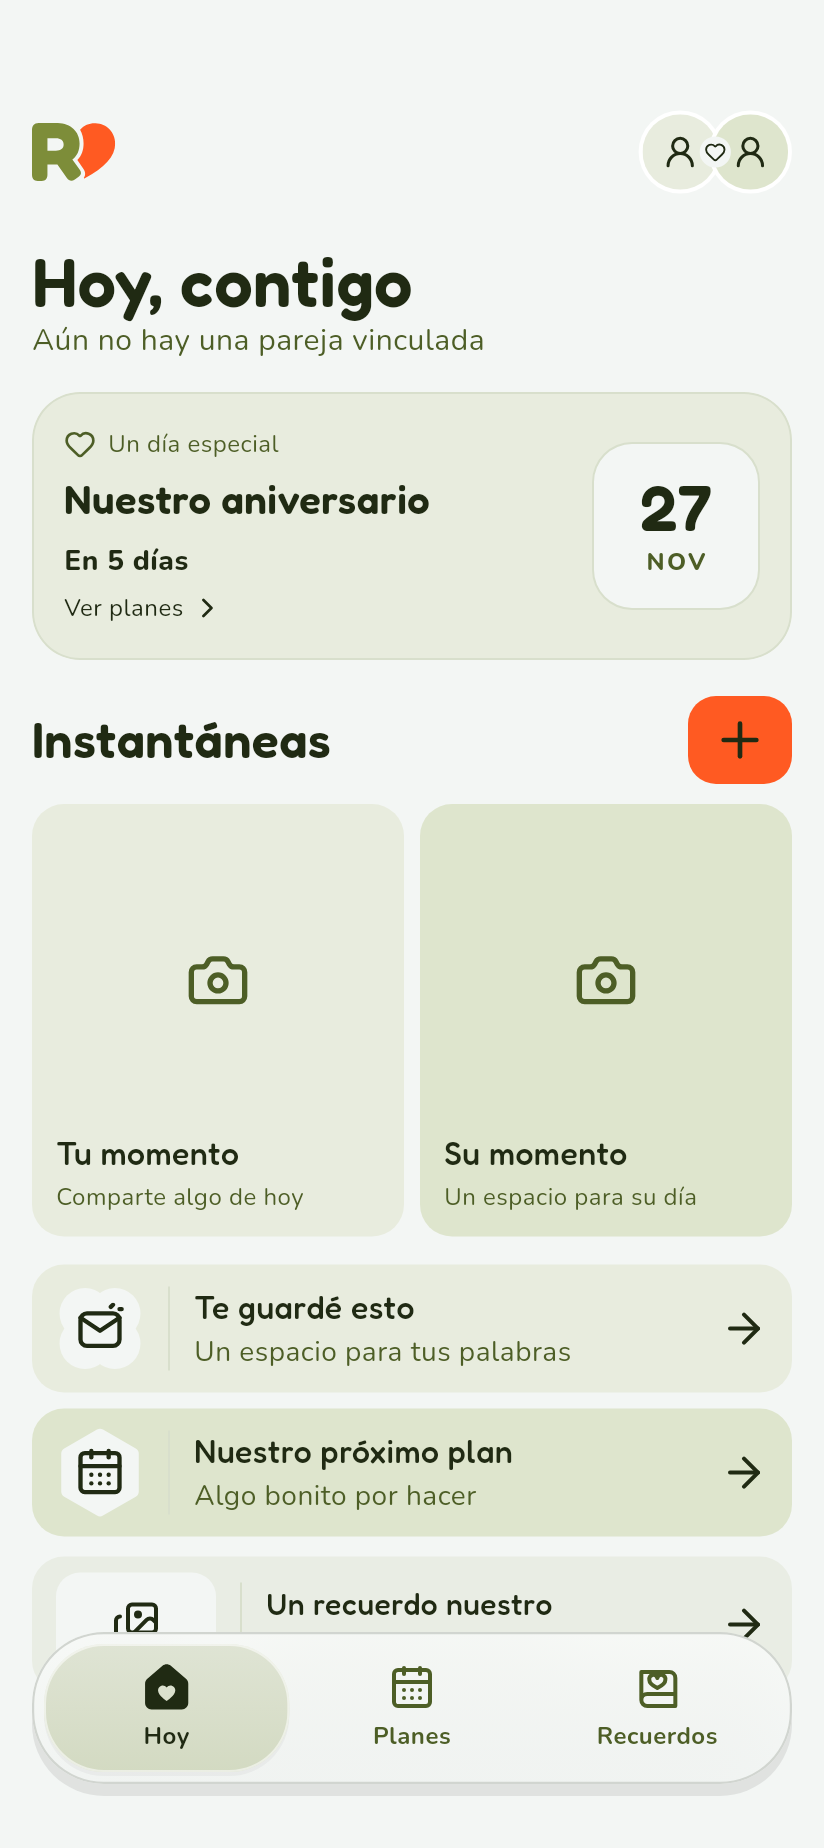 R
Hoy, contigo
Aún no hay una pareja vinculada
Un día especial
Nuestro aniversario
En 5 días
Ver planes
27
NOV
Instantáneas
Tu momento
Comparte algo de hoy
Su momento
Un espacio para su día
Te guardé esto
Un espacio para tus palabras
Nuestro próximo plan
Algo bonito por hacer
Un recuerdo nuestro
Hoy
Planes
Recuerdos